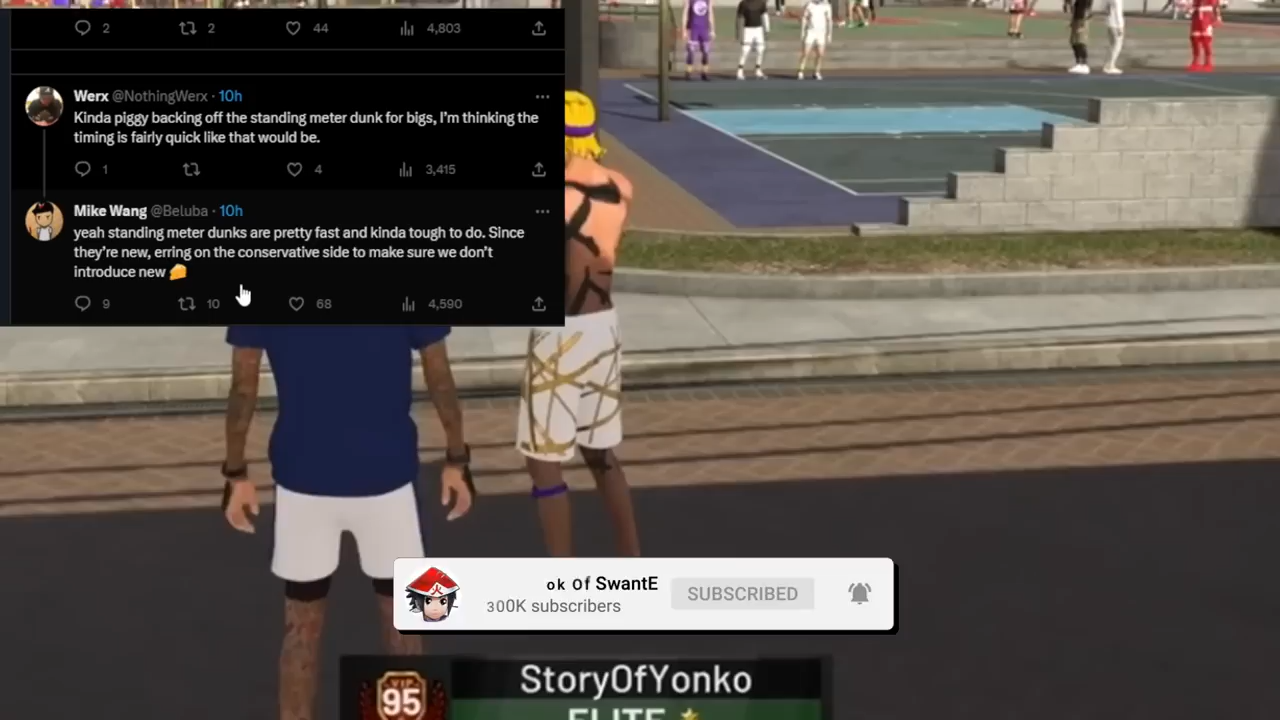 2 2 44 4,803
Werx @NothingWerx · 10h
Kinda piggy backing off the standing meter dunk for bigs, I'm thinking the
timing is fairly quick like that would be.
1 4 3,415
Mike Wang @Beluba · 10h
yeah standing meter dunks are pretty fast and kinda tough to do. Since
they're new, erring on the conservative side to make sure we don't
introduce new 🧀
9 10 68 4,590
火
ok Of SwantE
300K subscribers
SUBSCRIBED
StoryOfYonko
VIP
95
ELITE